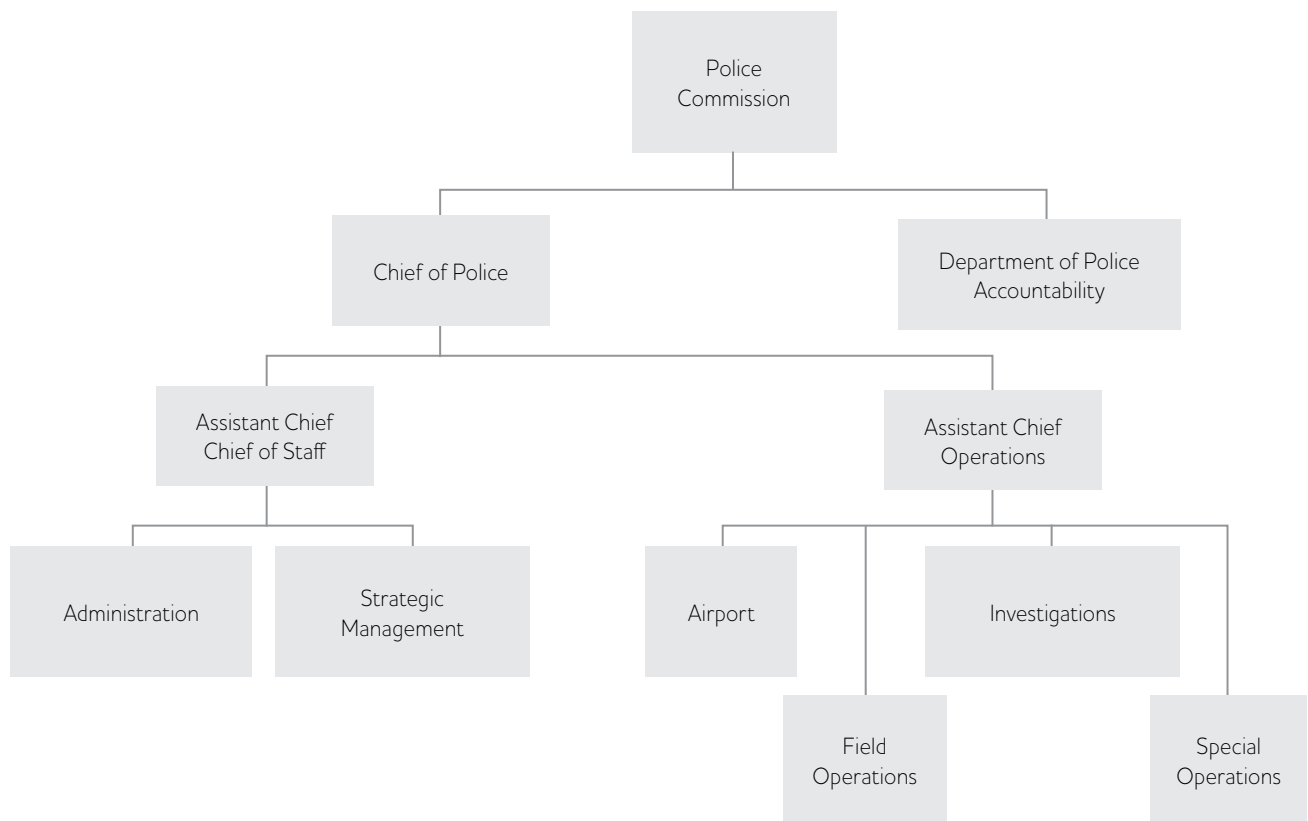 Police
Commission
Chief of Police
Department of Police
Accountability
Assistant Chief
Chief of Staff
Assistant Chief
Operations
Administration
Strategic
Management
Airport
Investigations
Field
Operations
Special
Operations